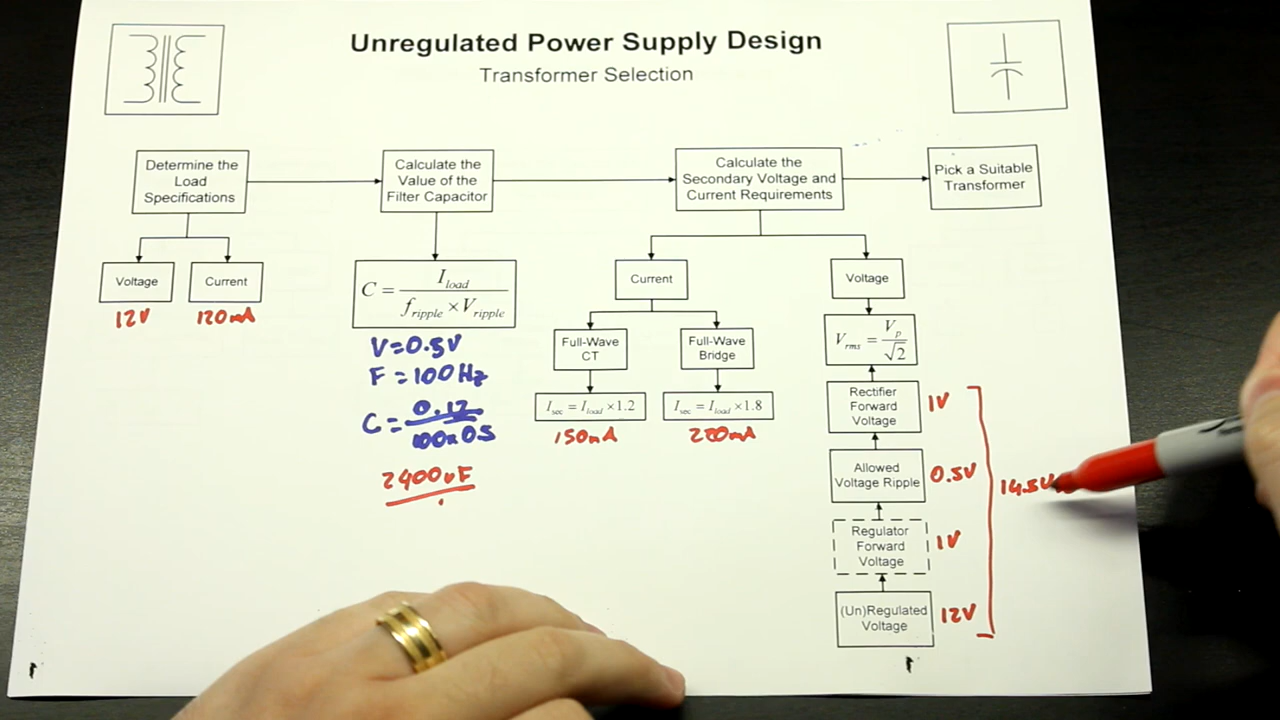 Unregulated Power Supply Design
Transformer Selection
Determine the
Load
Specifications
Calculate the
Value of the
Filter Capacitor
Calculate the
Secondary Voltage and
Current Requirements
Pick a Suitable
Transformer
Voltage
12V
Current
120mA
C = I_load / (f_ripple × V_ripple)
V=0.5V
F=100Hz
C= 0.12 / 100x05
2400uF
Current
Full-Wave
CT
I_sec = I_load × 1.2
150mA
Full-Wave
Bridge
I_sec = I_load × 1.8
220mA
Voltage
V_rms = V_p / √2
Rectifier
Forward
Voltage
1V
Allowed
Voltage Ripple
0.5V
Regulator
Forward
Voltage
1V
(Un)Regulated
Voltage
12V
14.5V
1
1